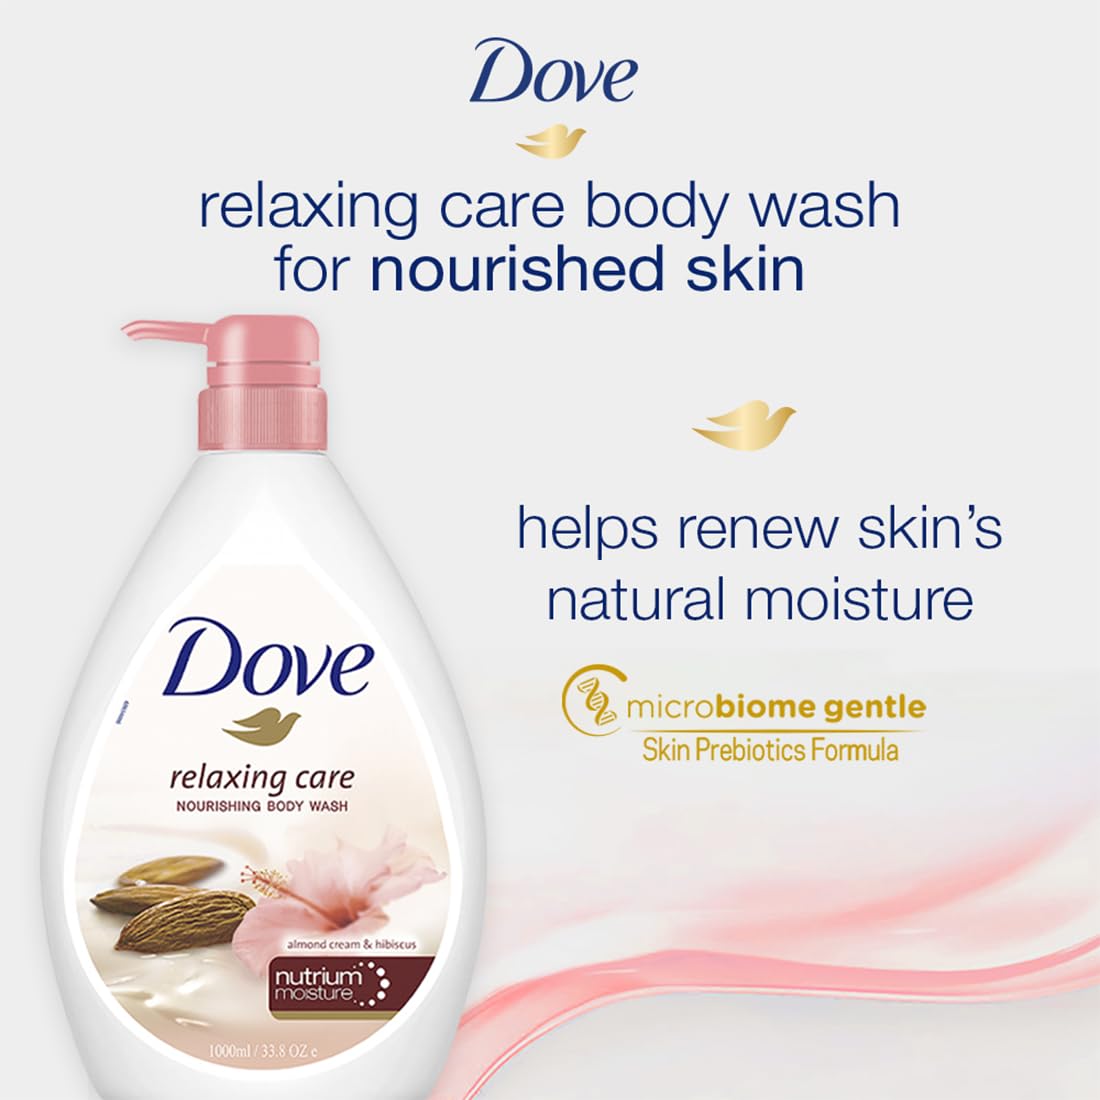 Dove
relaxing care body wash
for nourished skin
helps renew skin's
natural moisture
microbiome gentle
Skin Prebiotics Formula
Dove
relaxing care
NOURISHING BODY WASH
almond cream & hibiscus
nutrium
moisture
1000ml / 33.8 OZ e